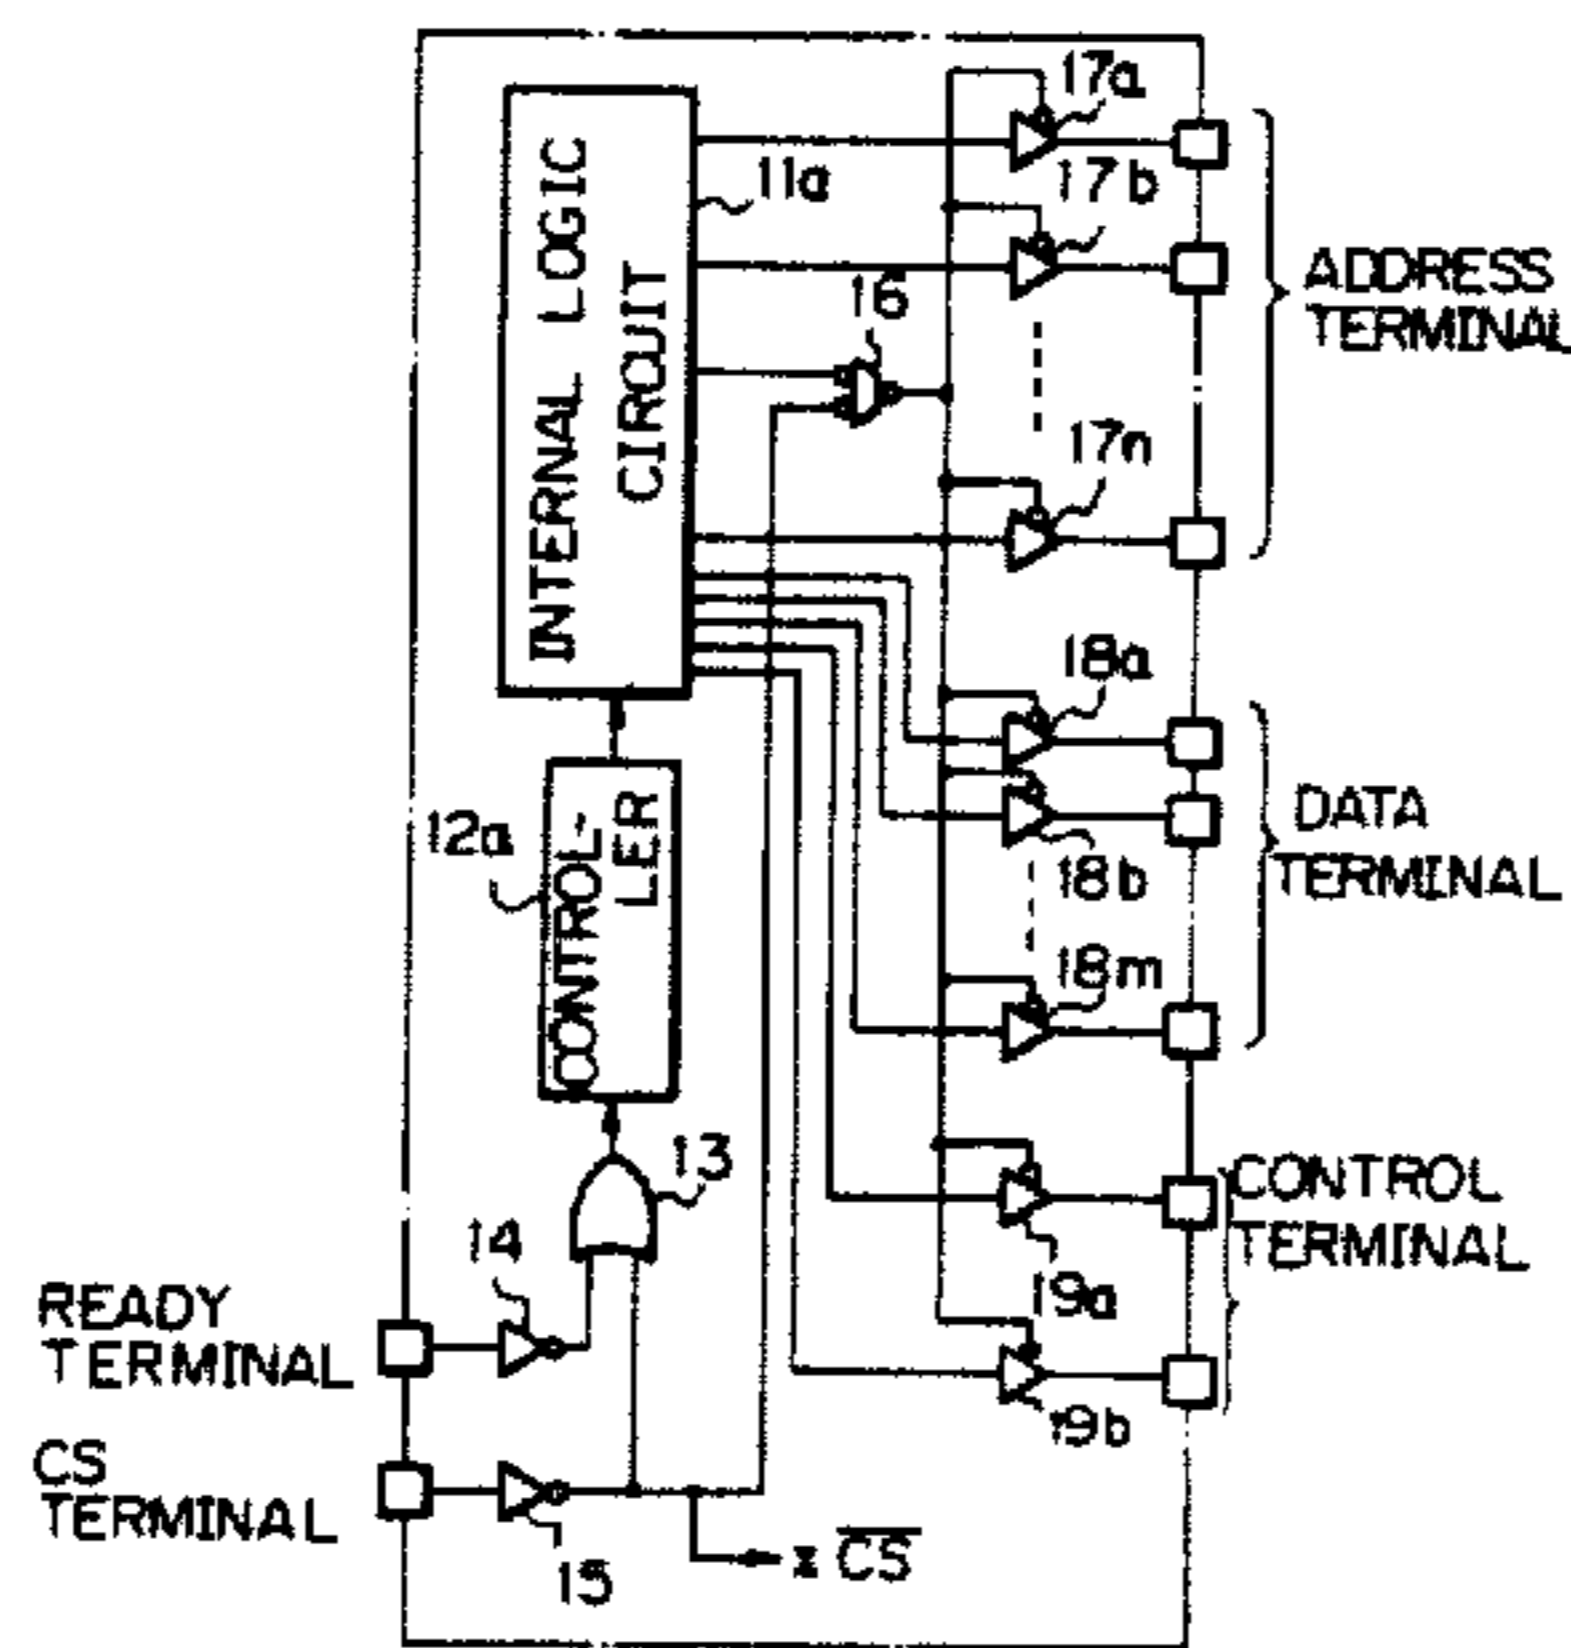 17a
INTERNAL LOGIC
CIRCUIT
11a
17b
ADDRESS
TERMINAL
16
17n
18a
12a
CONTROL-
LER
DATA
TERMINAL
18b
18m
13
CONTROL
TERMINAL
14
19a
READY
TERMINAL
19b
CS
TERMINAL
15
CS